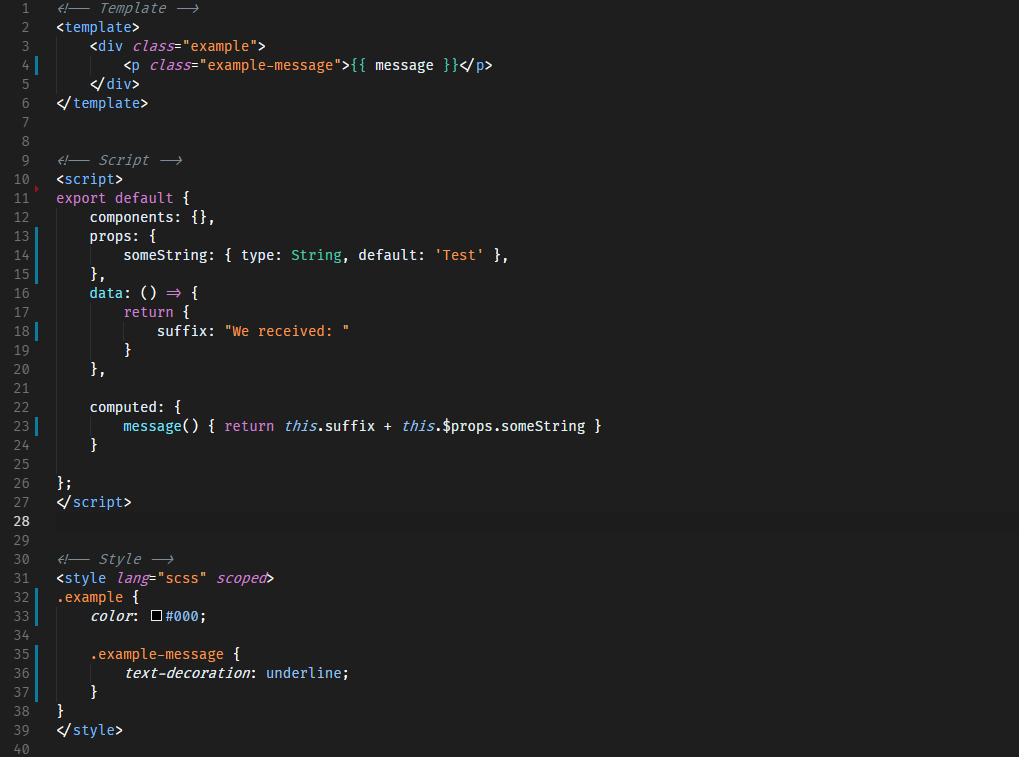 1 <!-- Template -->
2 <template>
3     <div class="example">
4         <p class="example-message">{{ message }}</p>
5     </div>
6 </template>
7
8
9 <!-- Script -->
10 <script>
11 export default {
12     components: {},
13     props: {
14         someString: { type: String, default: 'Test' },
15     },
16     data: () => {
17         return {
18             suffix: "We received: "
19         }
20     },
21
22     computed: {
23         message() { return this.suffix + this.$props.someString }
24     }
25
26 };
27 </script>
28
29
30 <!-- Style -->
31 <style lang="scss" scoped>
32 .example {
33     color: #000;
34
35     .example-message {
36         text-decoration: underline;
37     }
38 }
39 </style>
40